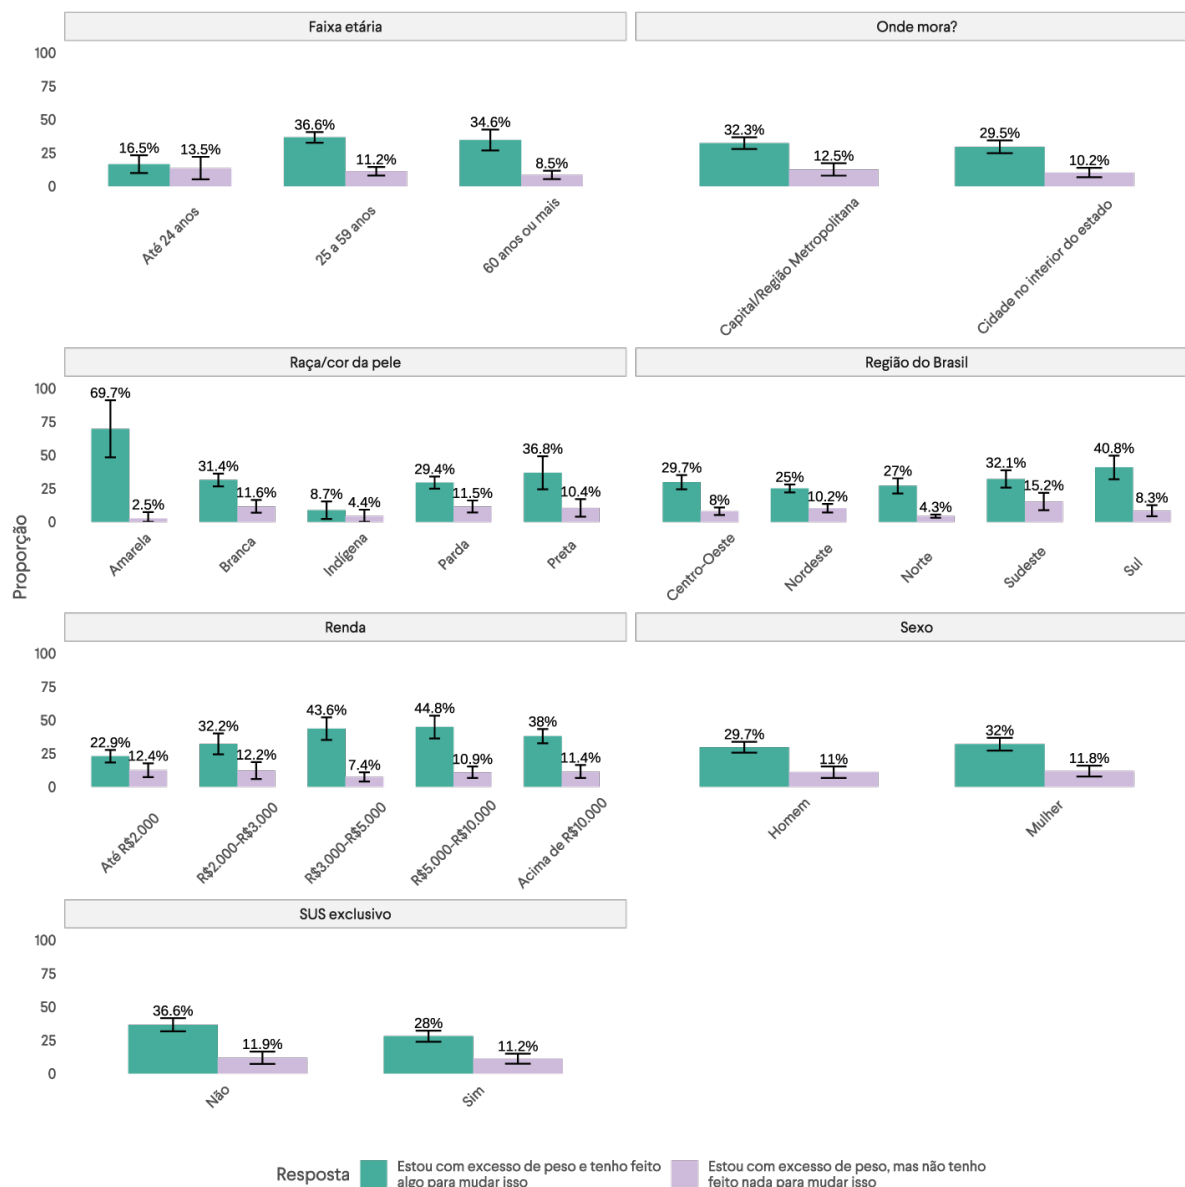 Faixa etária
Onde mora?
100
75
50
25
0
16.5%
13.5%
36.6%
11.2%
34.6%
8.5%
32.3%
12.5%
29.5%
10.2%
Até 24 anos
25 a 59 anos
60 anos ou mais
Capital/Região Metropolitana
Cidade no interior do estado
Proporção
Raça/cor da pele
Região do Brasil
100
75
50
25
0
69.7%
2.5%
31.4%
11.6%
8.7%
4.4%
29.4%
11.5%
36.8%
10.4%
29.7%
8%
25%
10.2%
27%
4.3%
32.1%
15.2%
40.8%
8.3%
Amarela
Branca
Indígena
Parda
Preta
Centro-Oeste
Nordeste
Norte
Sudeste
Sul
Renda
Sexo
100
75
50
25
0
22.9%
12.4%
32.2%
12.2%
43.6%
7.4%
44.8%
10.9%
38%
11.4%
29.7%
11%
32%
11.8%
Até R$2.000
R$2.000-R$3.000
R$3.000-R$5.000
R$5.000-R$10.000
Acima de R$10.000
Homem
Mulher
SUS exclusivo
100
75
50
25
0
36.6%
11.9%
28%
11.2%
Não
Sim
Resposta
Estou com excesso de peso e tenho feito
algo para mudar isso
Estou com excesso de peso, mas não tenho
feito nada para mudar isso